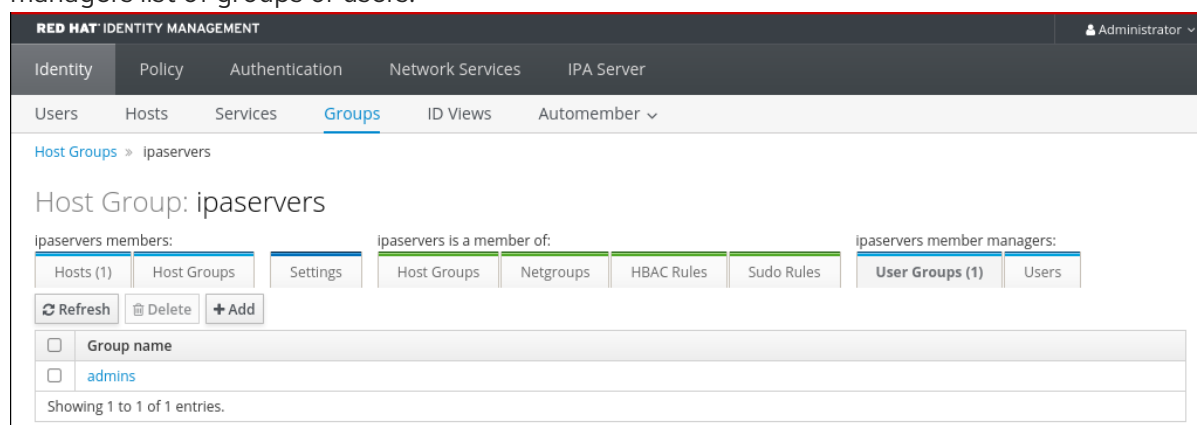 managers list of groups or users.
RED HAT® IDENTITY MANAGEMENT Administrator
Identity Policy Authentication Network Services IPA Server
Users Hosts Services Groups ID Views Automember
Host Groups » ipaservers
Host Group: ipaservers
ipaservers members: ipaservers is a member of: ipaservers member managers:
Hosts (1) Host Groups Settings Host Groups Netgroups HBAC Rules Sudo Rules User Groups (1) Users
Refresh Delete + Add
Group name
admins
Showing 1 to 1 of 1 entries.